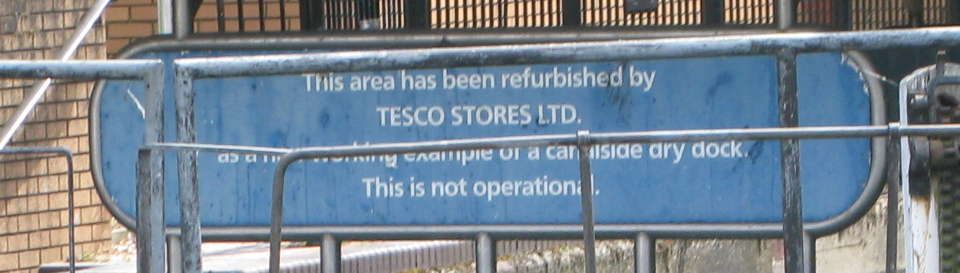 This area has been refurbished by
TESCO STORES LTD.
as a working example of a canalside dry dock.
This is not operational.